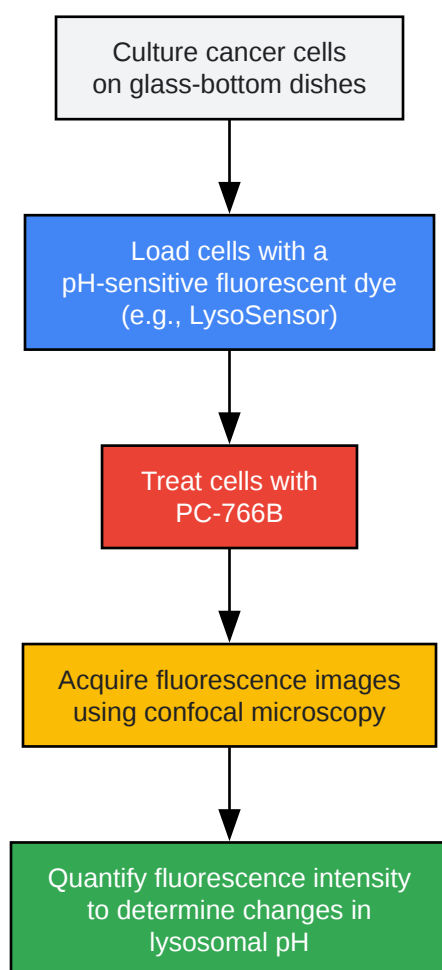 Culture cancer cells
on glass-bottom dishes
Load cells with a
pH-sensitive fluorescent dye
(e.g., LysoSensor)
Treat cells with
PC-766B
Acquire fluorescence images
using confocal microscopy
Quantify fluorescence intensity
to determine changes in
lysosomal pH